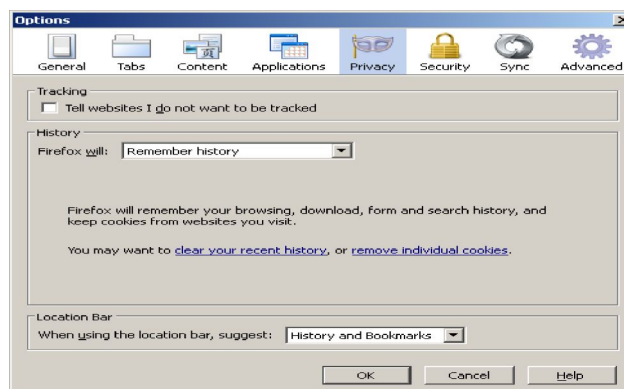 Options
General Tabs Content Applications Privacy Security Sync Advanced
Tracking
Tell websites I do not want to be tracked
History
Firefox will: Remember history
Firefox will remember your browsing, download, form and search history, and
keep cookies from websites you visit.
You may want to clear your recent history, or remove individual cookies.
Location Bar
When using the location bar, suggest: History and Bookmarks
OK Cancel Help